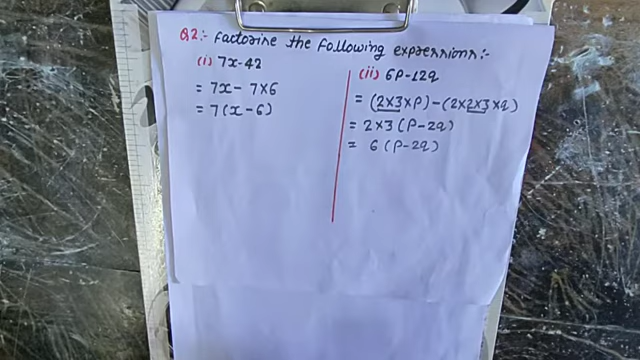 Q2:- Factorise the following expressions:-
(i) 7x-42
= 7x - 7×6
= 7(x-6)
(ii) 6P-12q
= (2×3×P)-(2×2×3×q)
= 2×3(P-2q)
= 6(P-2q)